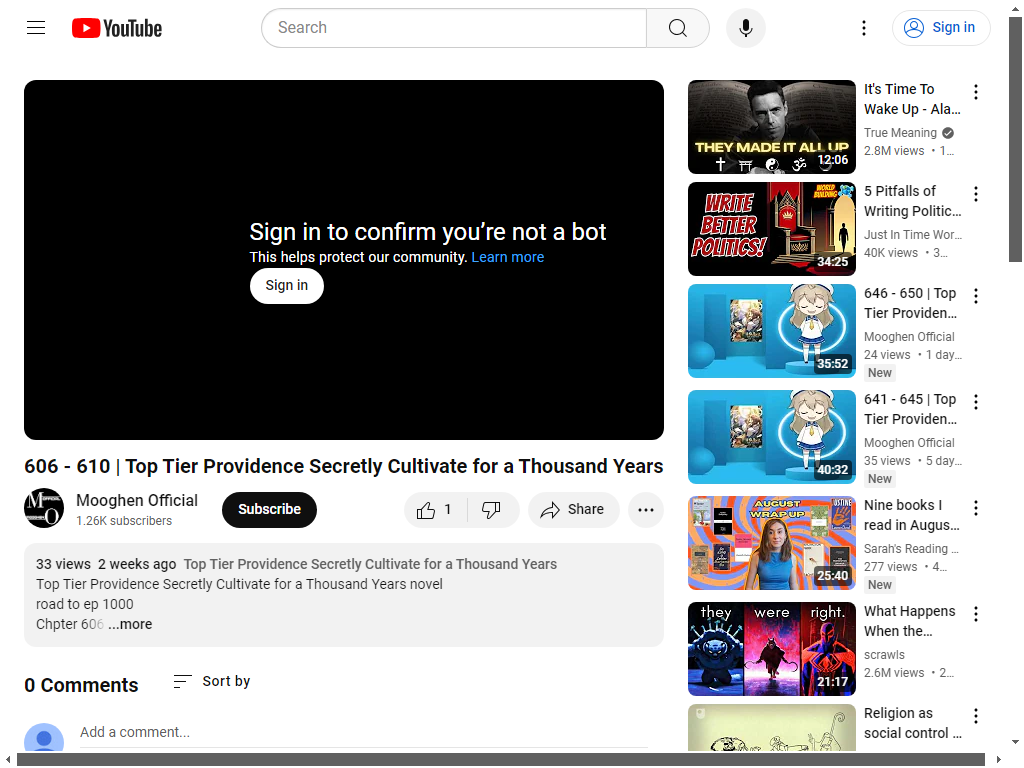 YouTube
Search
Sign in
Sign in to confirm you're not a bot
This helps protect our community. Learn more
Sign in
606 - 610 | Top Tier Providence Secretly Cultivate for a Thousand Years
Mooghen Official
1.26K subscribers
Subscribe
1
Share
33 views 2 weeks ago Top Tier Providence Secretly Cultivate for a Thousand Years
Top Tier Providence Secretly Cultivate for a Thousand Years novel
road to ep 1000
Chpter 606 ...more
0 Comments
Sort by
Add a comment...
THEY MADE IT ALL UP
12:06
It's Time To
Wake Up - Ala...
True Meaning
2.8M views • 1...
WRITE
BETTER
POLITICS!
WORLD
BUILDING
34:25
5 Pitfalls of
Writing Politic...
Just In Time Wor...
40K views • 3...
35:52
646 - 650 | Top
Tier Providen...
Mooghen Official
24 views • 1 day...
New
40:32
641 - 645 | Top
Tier Providen...
Mooghen Official
35 views • 5 day...
New
AUGUST
WRAP UP
25:40
Nine books I
read in Augus...
Sarah's Reading ...
277 views • 4...
New
they were right.
21:17
What Happens
When the...
scrawls
2.6M views • 2...
Religion as
social control ...